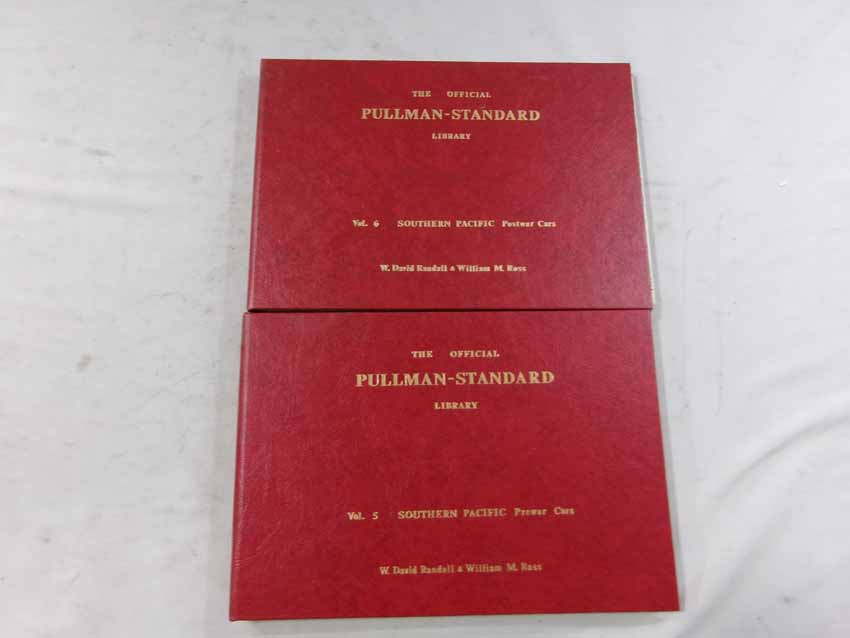 THE OFFICIAL
PULLMAN-STANDARD
LIBRARY
Vol. 6 SOUTHERN PACIFIC Postwar Cars
W. David Randall & William M. Ross
THE OFFICIAL
PULLMAN-STANDARD
LIBRARY
Vol. 5 SOUTHERN PACIFIC Prewar Cars
W. David Randall & William M. Ross